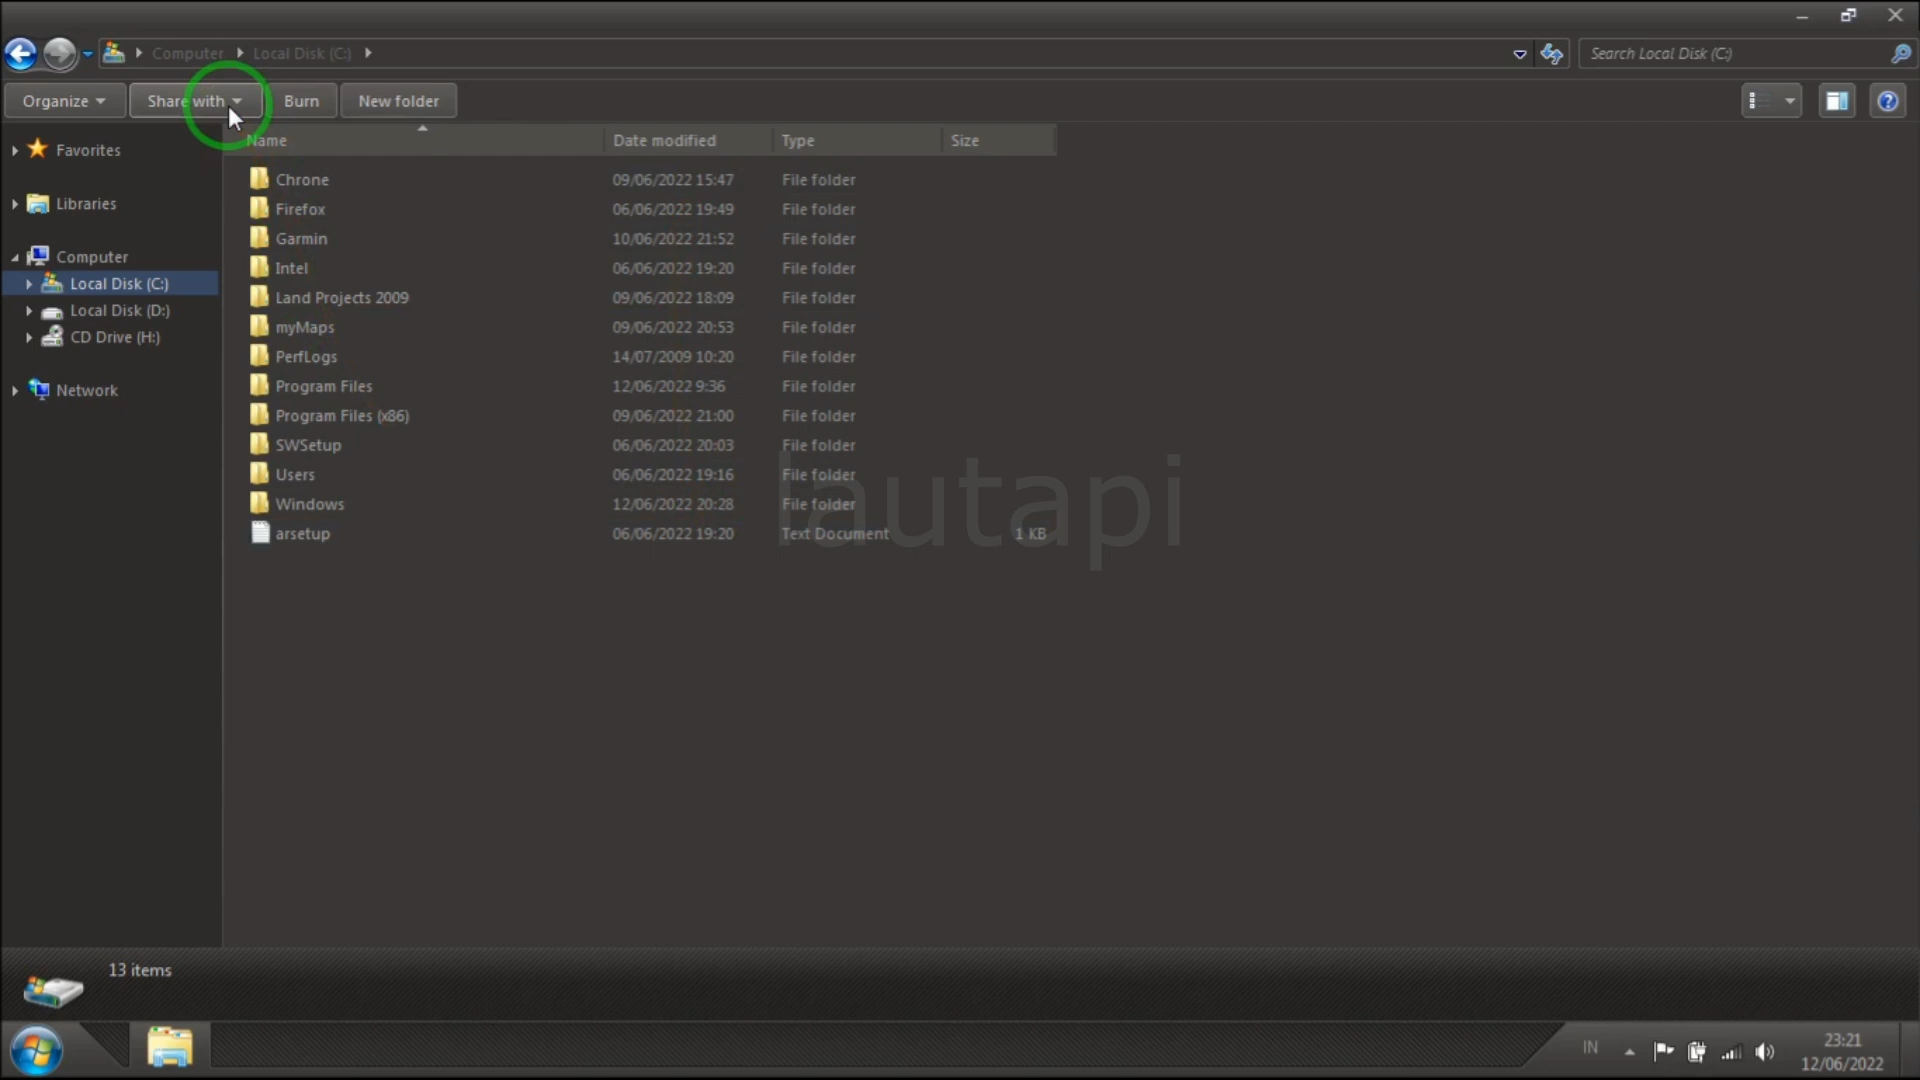 Computer Local Disk (C:) Search Local Disk (C:)
Organize Share with Burn New folder
Name Date modified Type Size
Favorites
Libraries
Computer
Local Disk (C:)
Local Disk (D:)
CD Drive (H:)
Network
Chrone 09/06/2022 15:47 File folder
Firefox 06/06/2022 19:49 File folder
Garmin 10/06/2022 21:52 File folder
Intel 06/06/2022 19:20 File folder
Land Projects 2009 09/06/2022 18:09 File folder
myMaps 09/06/2022 20:53 File folder
PerfLogs 14/07/2009 10:20 File folder
Program Files 12/06/2022 9:36 File folder
Program Files (x86) 09/06/2022 21:00 File folder
SWSetup 06/06/2022 20:03 File folder
Users 06/06/2022 19:16 File folder
Windows 12/06/2022 20:28 File folder
arsetup 06/06/2022 19:20 Text Document 1 KB
lautapi
13 items
IN
23:21
12/06/2022